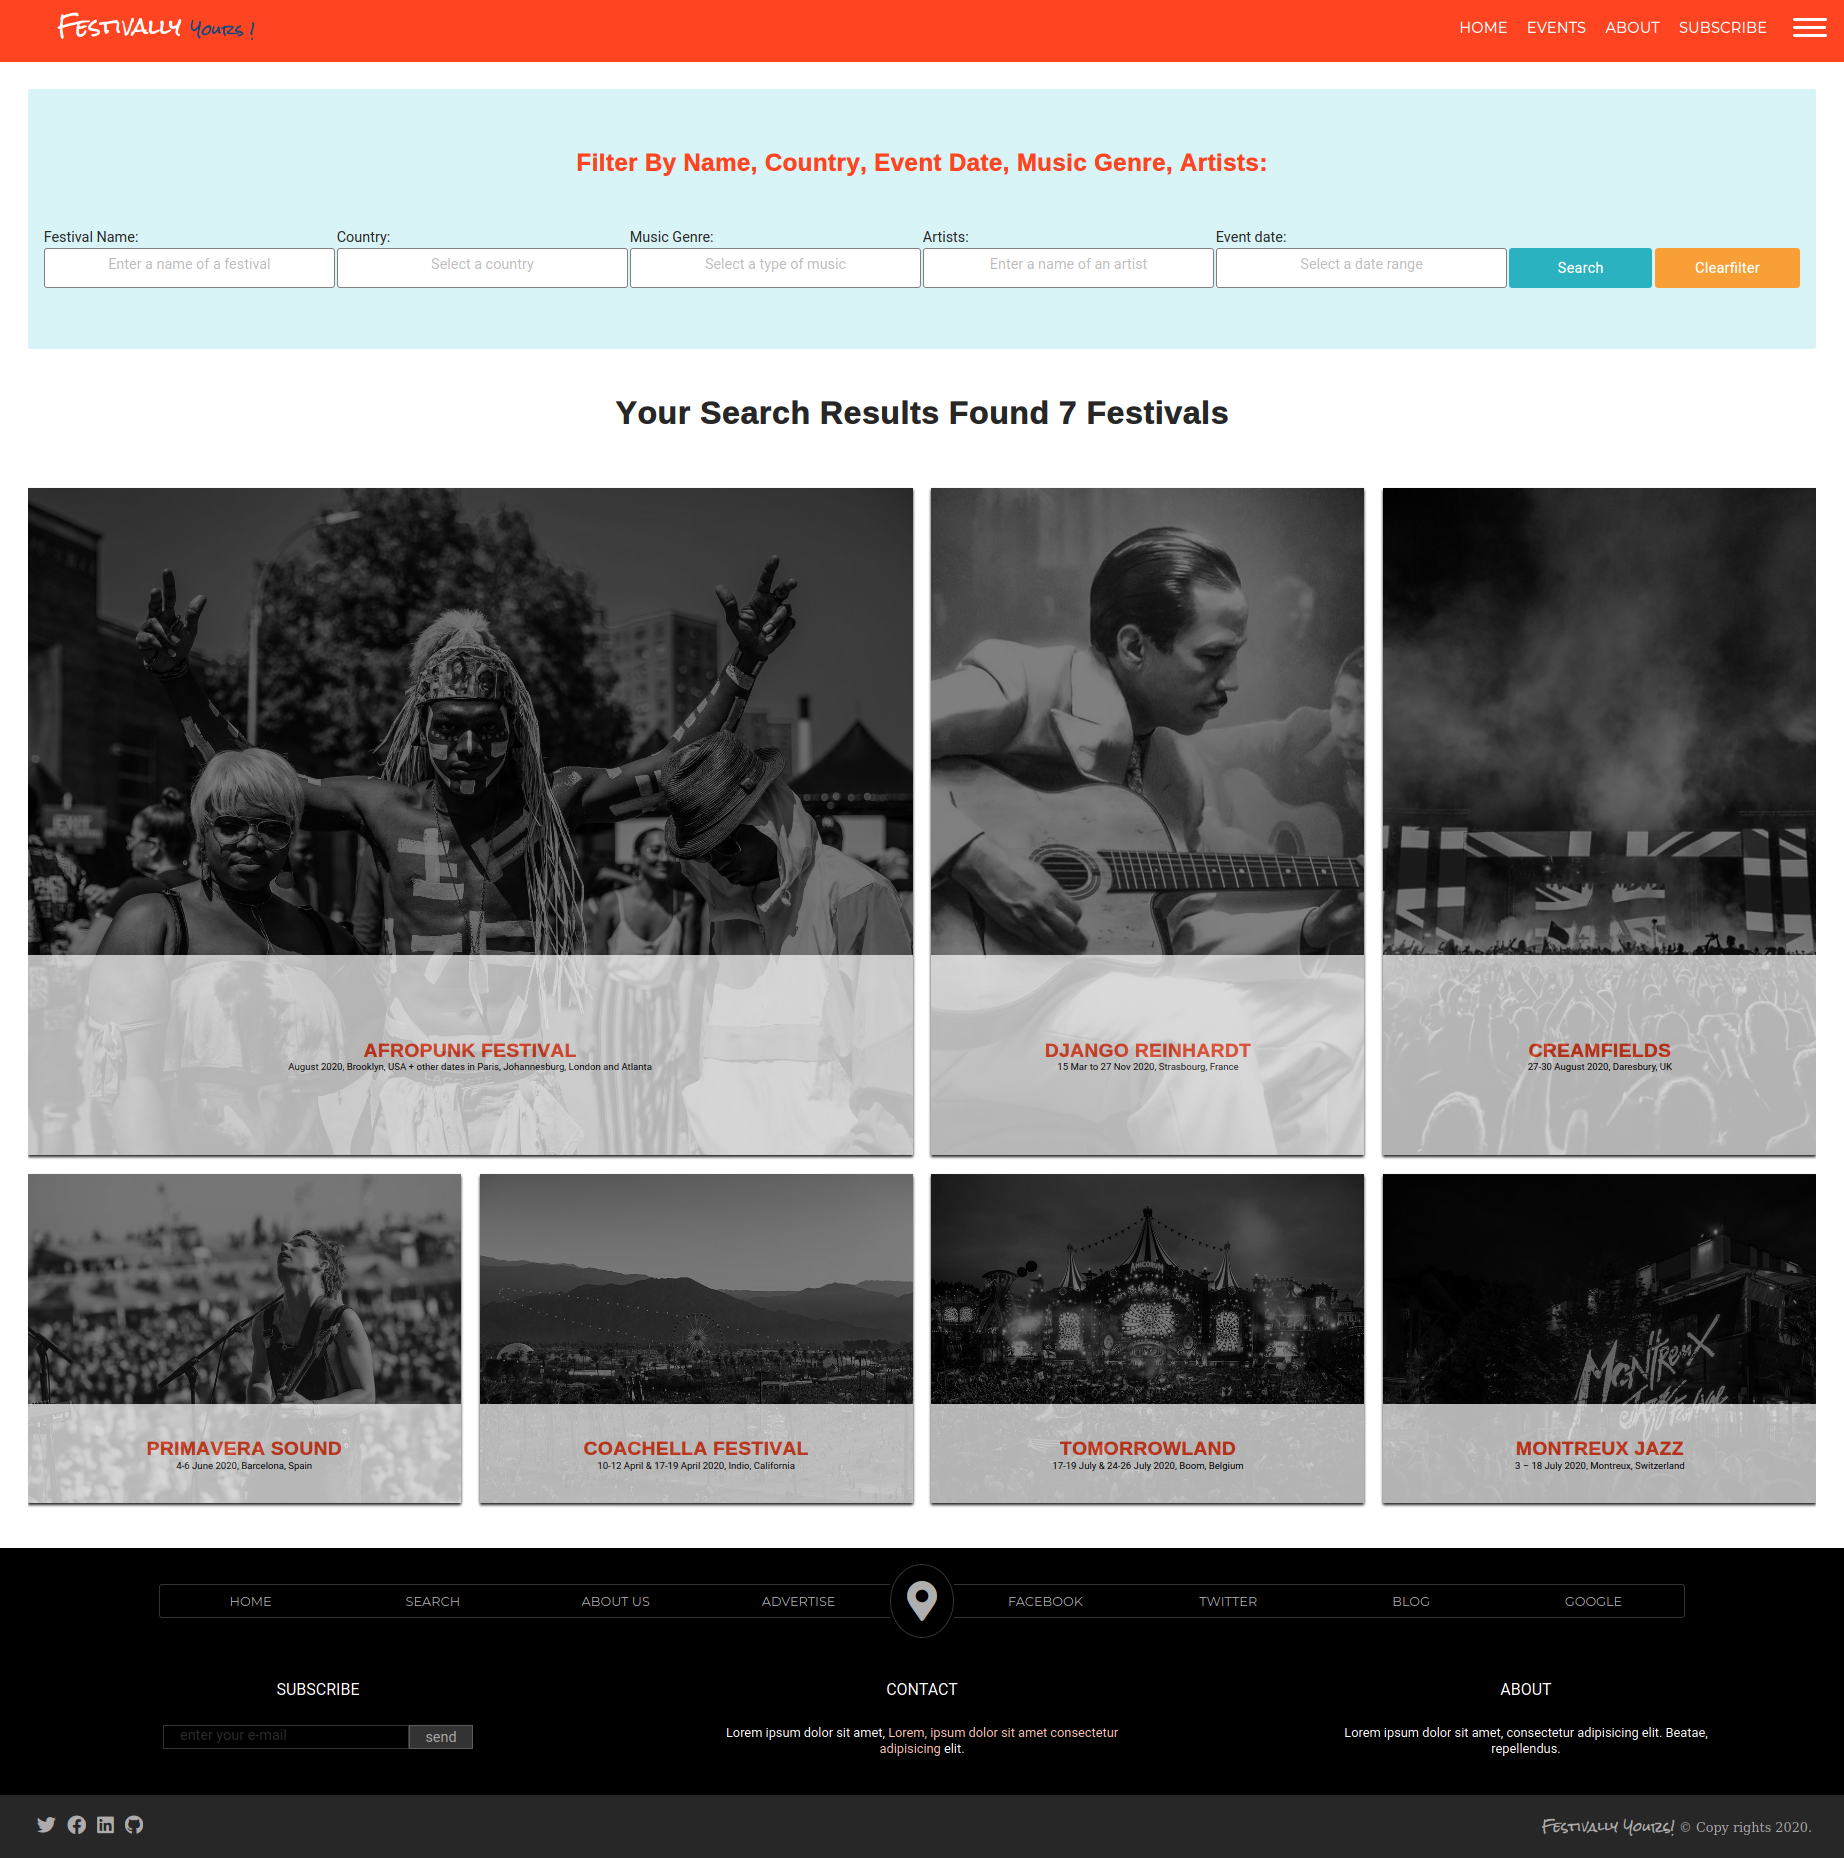 Festivally Yours !
HOME EVENTS ABOUT SUBSCRIBE
Filter By Name, Country, Event Date, Music Genre, Artists:
Festival Name: Country: Music Genre: Artists: Event date:
Enter a name of a festival Select a country Select a type of music Enter a name of an artist Select a date range Search Clearfilter
Your Search Results Found 7 Festivals
EXIT
AFROPUNK FESTIVAL
August 2020, Brooklyn, USA + other dates in Paris, Johannesburg, London and Atlanta
DJANGO REINHARDT
15 Mar to 27 Nov 2020, Strasbourg, France
CREAMFIELDS
27-30 August 2020, Daresbury, UK
PRIMAVERA SOUND
4-6 June 2020, Barcelona, Spain
COACHELLA FESTIVAL
10-12 April & 17-19 April 2020, Indio, California
AMICORUM
TOMORROWLAND
17-19 July & 24-26 July 2020, Boom, Belgium
Montreux
Jazz Festival
MONTREUX JAZZ
3 – 18 July 2020, Montreux, Switzerland
HOME SEARCH ABOUT US ADVERTISE FACEBOOK TWITTER BLOG GOOGLE
SUBSCRIBE
enter your e-mail send
CONTACT
Lorem ipsum dolor sit amet, Lorem, ipsum dolor sit amet consectetur
adipisicing elit.
ABOUT
Lorem ipsum dolor sit amet, consectetur adipisicing elit. Beatae,
repellendus.
Festivally Yours! © Copy rights 2020.